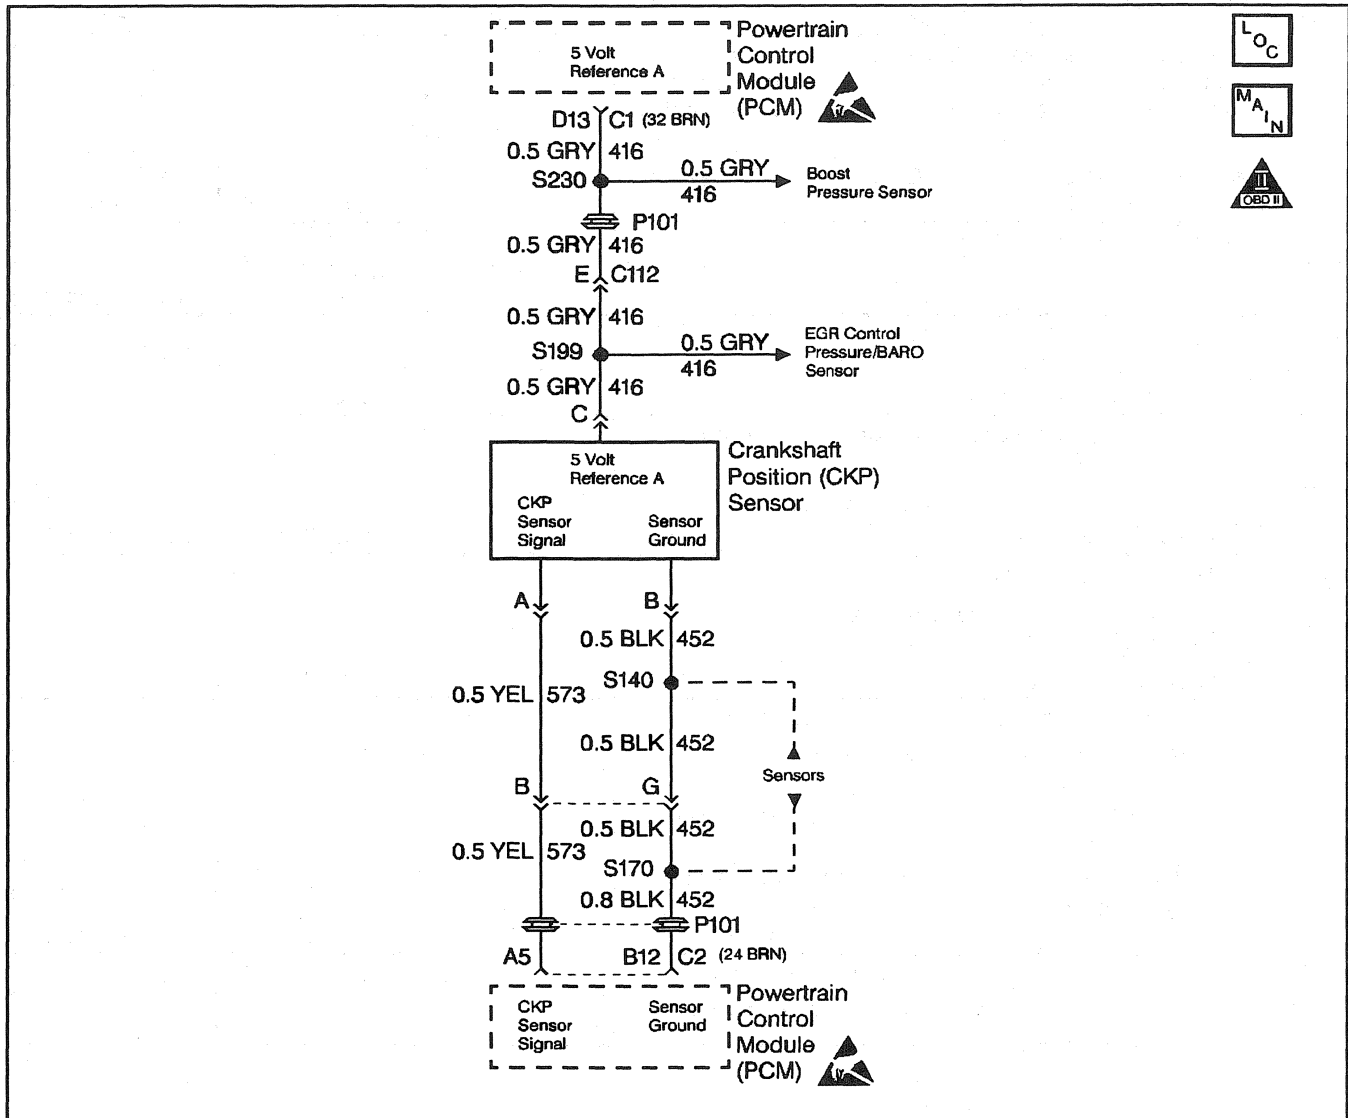 Powertrain
Control
Module
(PCM)
5 Volt
Reference A
L O C
M A I N
II
OBD II
D13 C1 (32 BRN)
0.5 GRY 416
S230
0.5 GRY
416
Boost
Pressure Sensor
P101
0.5 GRY 416
E C112
0.5 GRY 416
S199
0.5 GRY
416
EGR Control
Pressure/BARO
Sensor
0.5 GRY 416
C
5 Volt
Reference A
CKP
Sensor
Signal
Sensor
Ground
Crankshaft
Position (CKP)
Sensor
A B
0.5 BLK 452
S140
0.5 YEL 573
0.5 BLK 452
Sensors
B G
0.5 BLK 452
0.5 YEL 573
S170
0.8 BLK 452
P101
A5 B12 C2 (24 BRN)
CKP
Sensor
Signal
Sensor
Ground
Powertrain
Control
Module
(PCM)